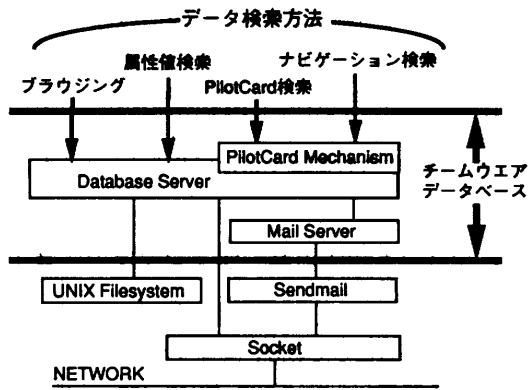 データ検索方法
属性値検索
ナビゲーション検索
ブラウジング
PilotCard検索
PilotCard Mechanism
Database Server
チームウエア
データベース
Mail Server
UNIX Filesystem
Sendmail
Socket
NETWORK